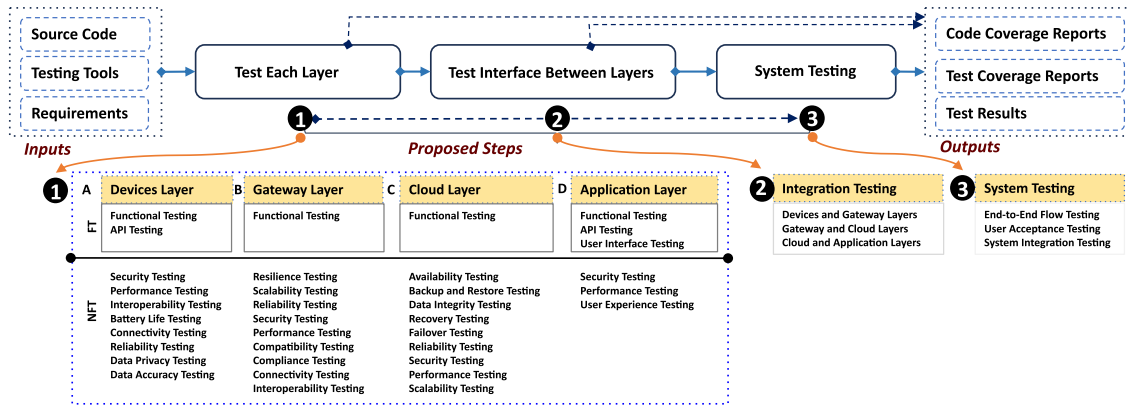 Source Code
Testing Tools
Requirements
Inputs
Test Each Layer
Test Interface Between Layers
System Testing
Code Coverage Reports
Test Coverage Reports
Test Results
Outputs
1
2
3
Proposed Steps
1
A
Devices Layer
B
Gateway Layer
C
Cloud Layer
D
Application Layer
FT
Functional Testing
API Testing
Functional Testing
Functional Testing
Functional Testing
API Testing
User Interface Testing
NFT
Security Testing
Performance Testing
Interoperability Testing
Battery Life Testing
Connectivity Testing
Reliability Testing
Data Privacy Testing
Data Accuracy Testing
Resilience Testing
Scalability Testing
Reliability Testing
Security Testing
Performance Testing
Compatibility Testing
Compliance Testing
Connectivity Testing
Interoperability Testing
Availability Testing
Backup and Restore Testing
Data Integrity Testing
Recovery Testing
Failover Testing
Reliability Testing
Security Testing
Performance Testing
Scalability Testing
Security Testing
Performance Testing
User Experience Testing
2
Integration Testing
Devices and Gateway Layers
Gateway and Cloud Layers
Cloud and Application Layers
3
System Testing
End-to-End Flow Testing
User Acceptance Testing
System Integration Testing